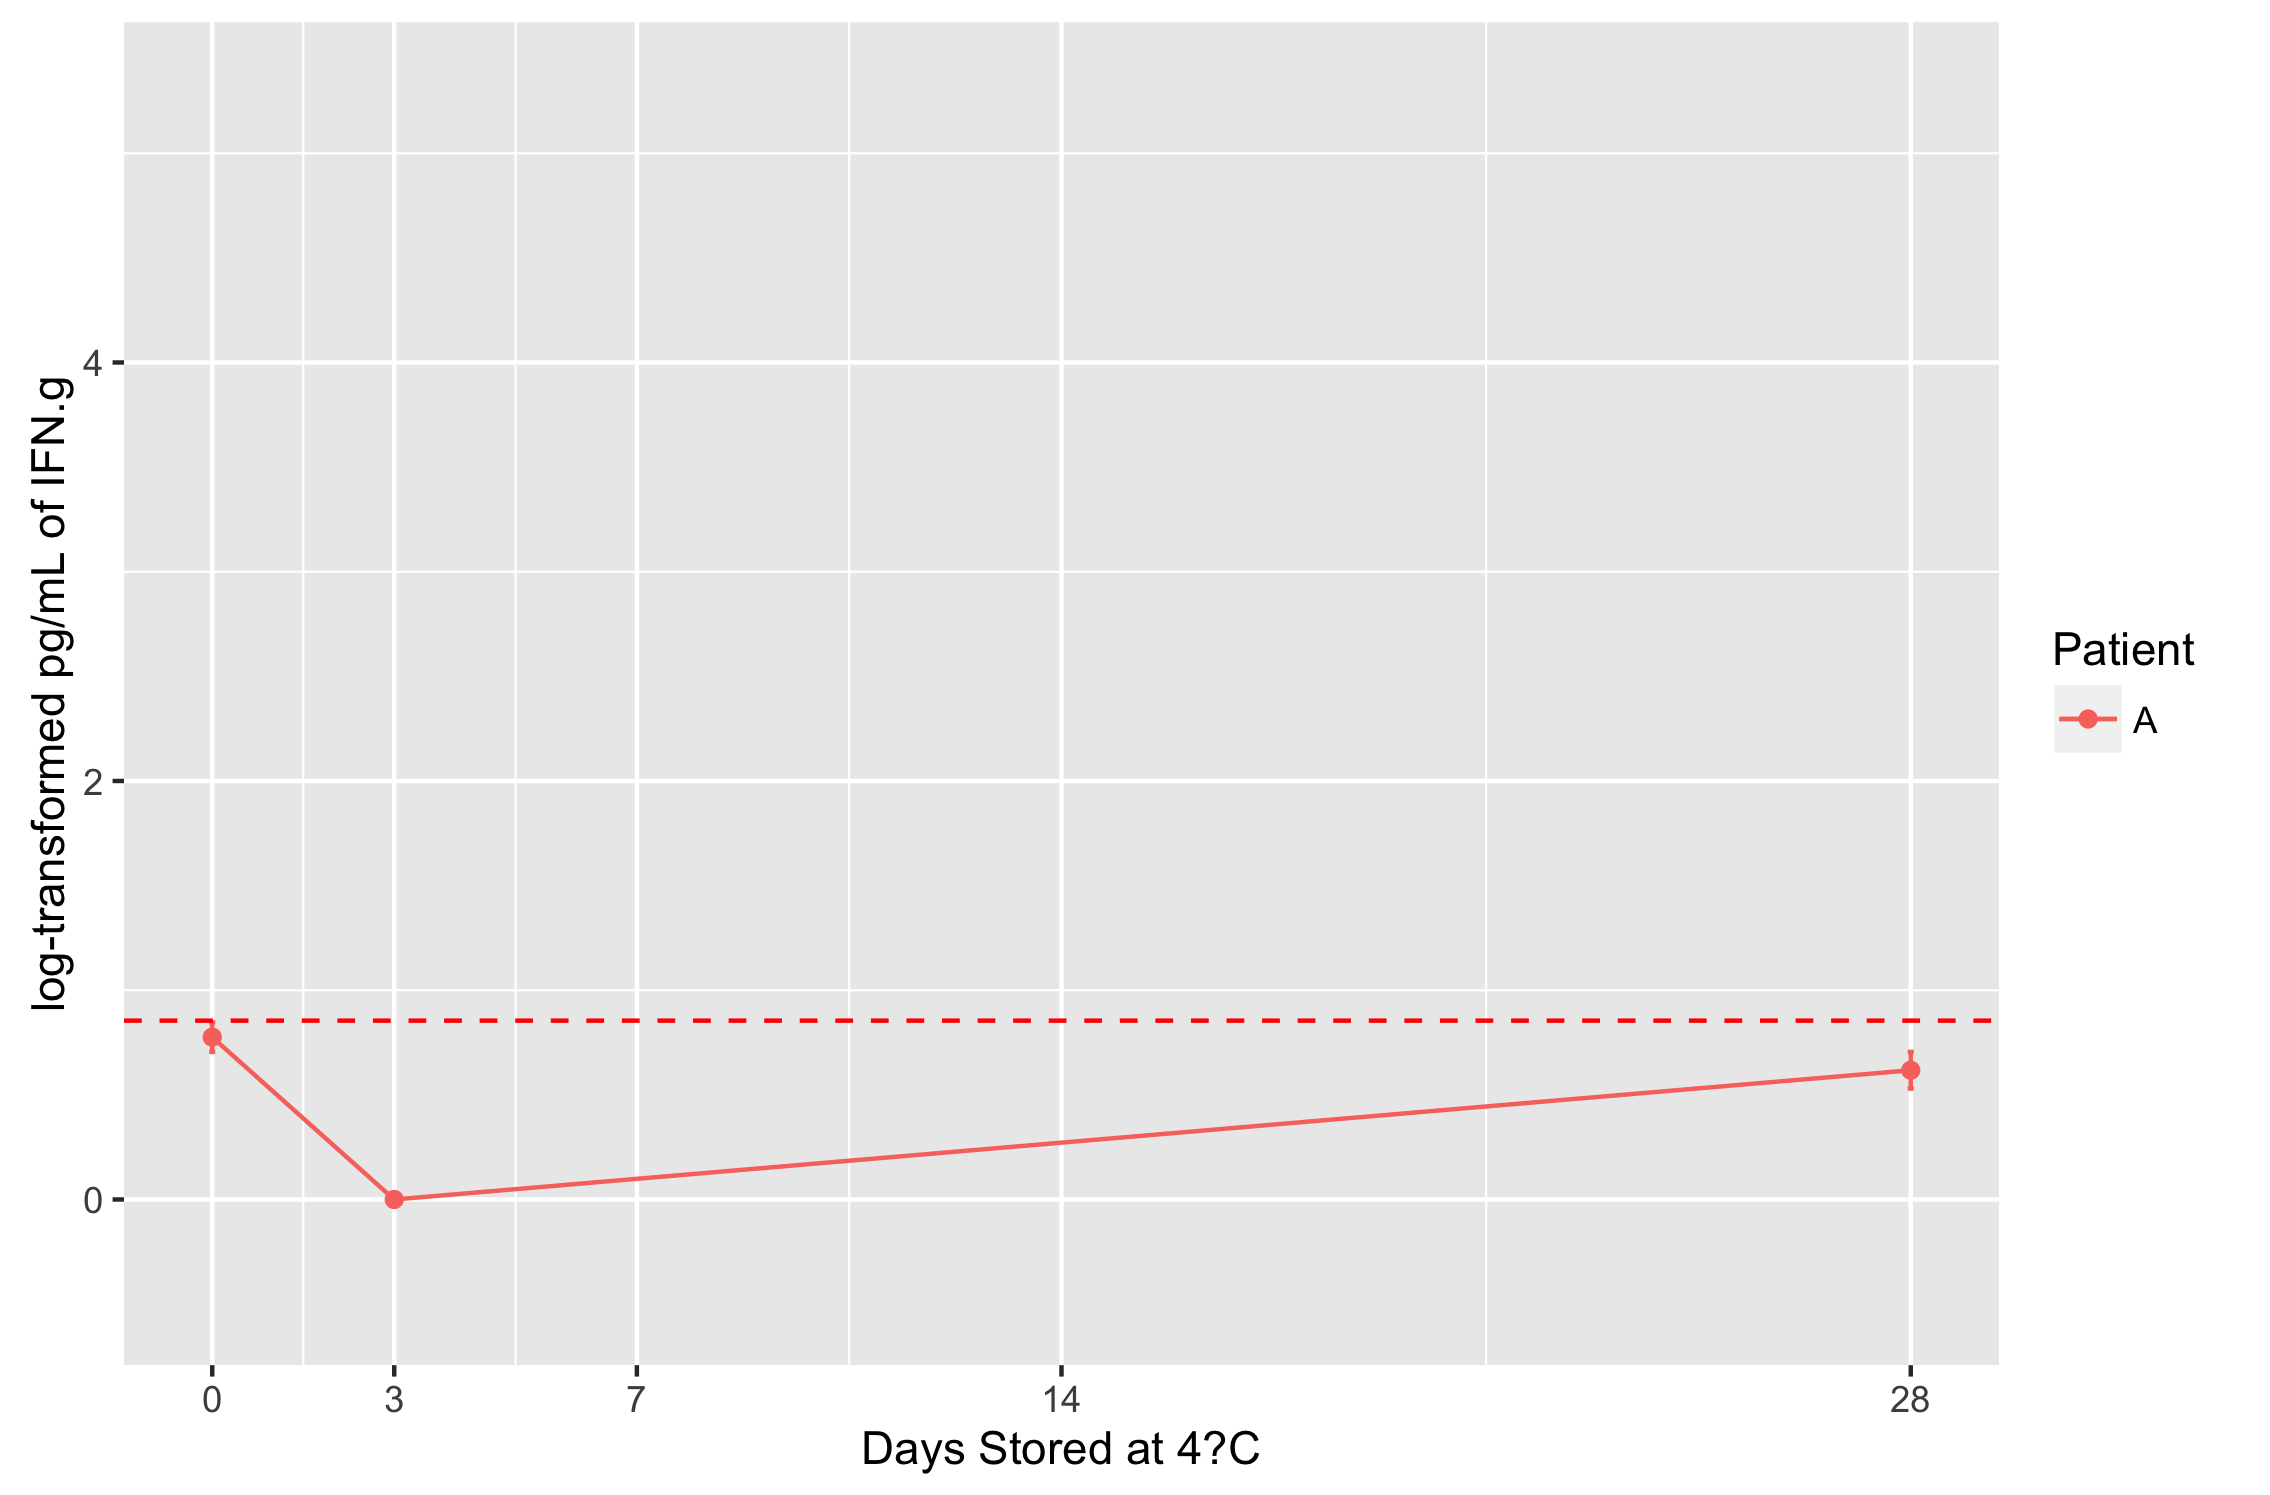 log-transformed pg/mL of IFN.g
4
2
0
0 3 7 14 28
Days Stored at 4?C
Patient
A